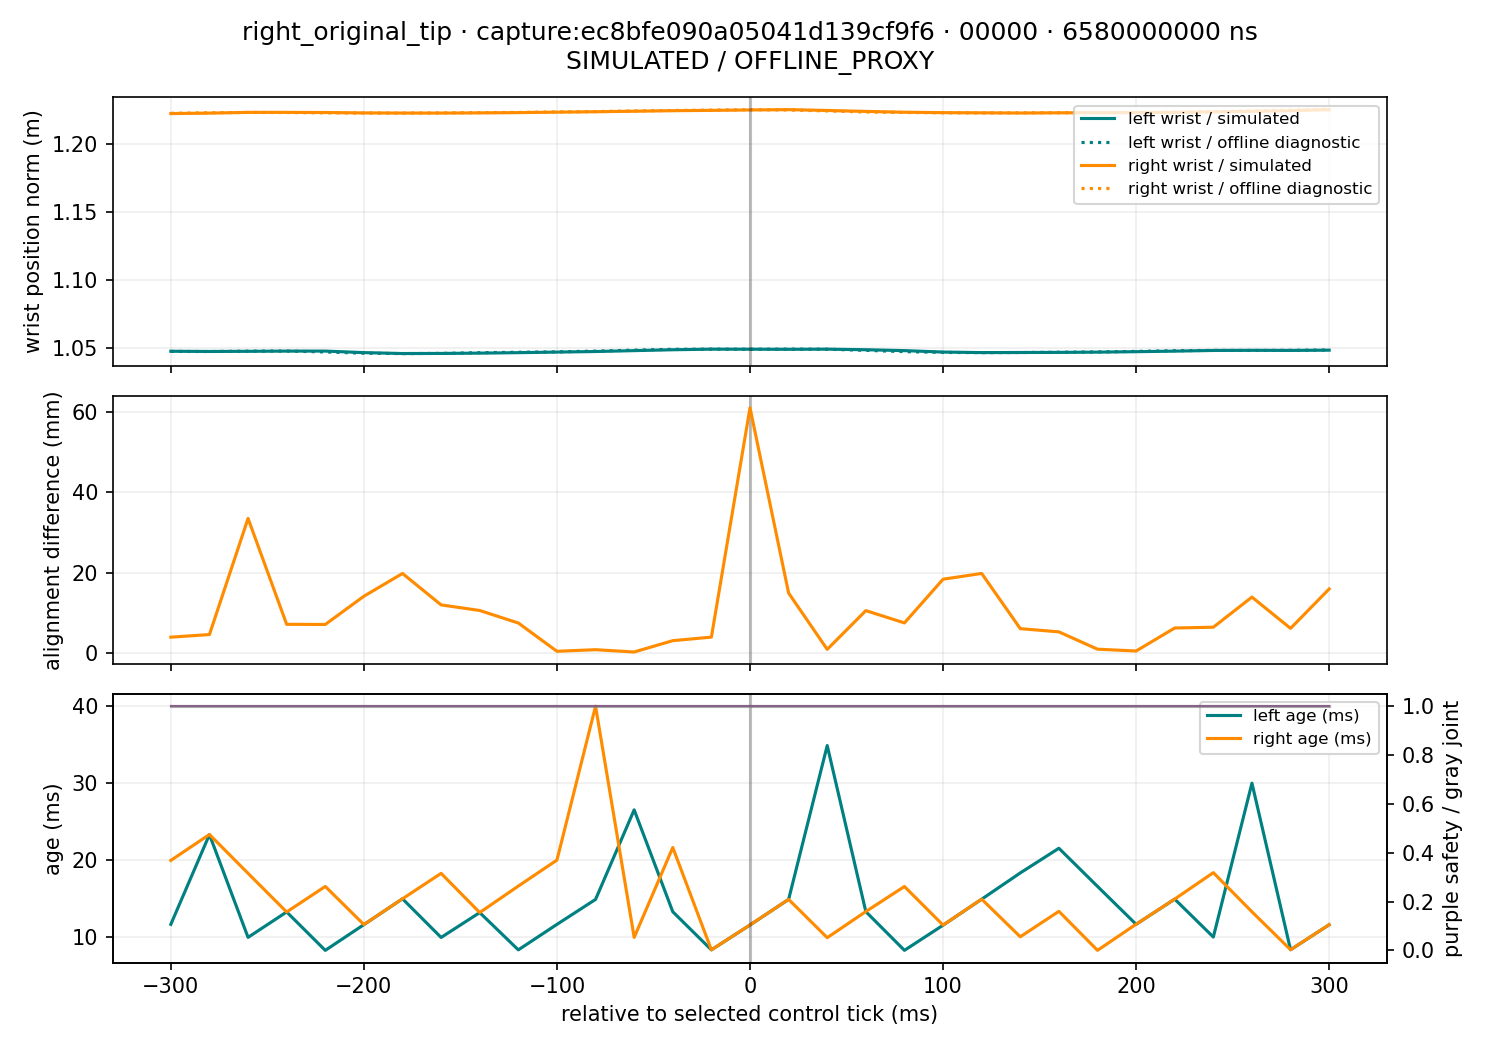 right_original_tip · capture:ec8bfe090a05041d139cf9f6 · 00000 · 6580000000 ns
SIMULATED / OFFLINE_PROXY
wrist position norm (m)
1.20
1.15
1.10
1.05
left wrist / simulated
left wrist / offline diagnostic
right wrist / simulated
right wrist / offline diagnostic
alignment difference (mm)
60
40
20
0
age (ms)
40
30
20
10
left age (ms)
right age (ms)
1.0
0.8
0.6
0.4
0.2
0.0
purple safety / gray joint
−300
−200
−100
0
100
200
300
relative to selected control tick (ms)